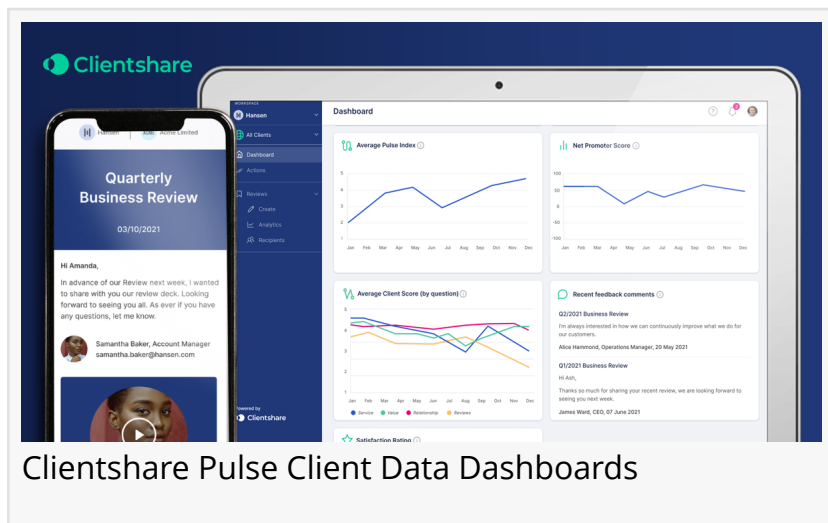 Clientshare
Hansen
Acme Limited
Quarterly
Business Review
03/10/2021
Hi Amanda,
In advance of our Review next week, I wanted
to share with you our review deck. Looking
forward to seeing you all. As ever if you have
any questions, let me know.
Samantha Baker, Account Manager
samantha.baker@hansen.com
WORKSPACE
Hansen
All Clients
Dashboard
Actions
Reviews
Create
Analytics
Recipients
Powered by
Clientshare
Dashboard
Average Pulse Index
5
4
3
2
1
Jan Feb Mar Apr May Jun Jul Aug Sep Oct Nov Dec
Net Promoter Score
100
50
0
-50
-100
Jan Feb Mar Apr May Jun Jul Aug Sep Oct Nov Dec
Average Client Score (by question)
5
4
3
2
1
Jan Feb Mar Apr May Jun Jul Aug Sep Oct Nov Dec
Service Value Relationship Reviews
Recent feedback comments
Q2/2021 Business Review
I'm always interested in how we can continuously improve what we do for
our customers.
Alice Hammond, Operations Manager, 20 May 2021
Q1/2021 Business Review
Hi Ash,
Thanks so much for sharing your recent review, we are looking forward to
seeing you next week.
James Ward, CEO, 07 June 2021
Satisfaction Rating
Clientshare Pulse Client Data Dashboards